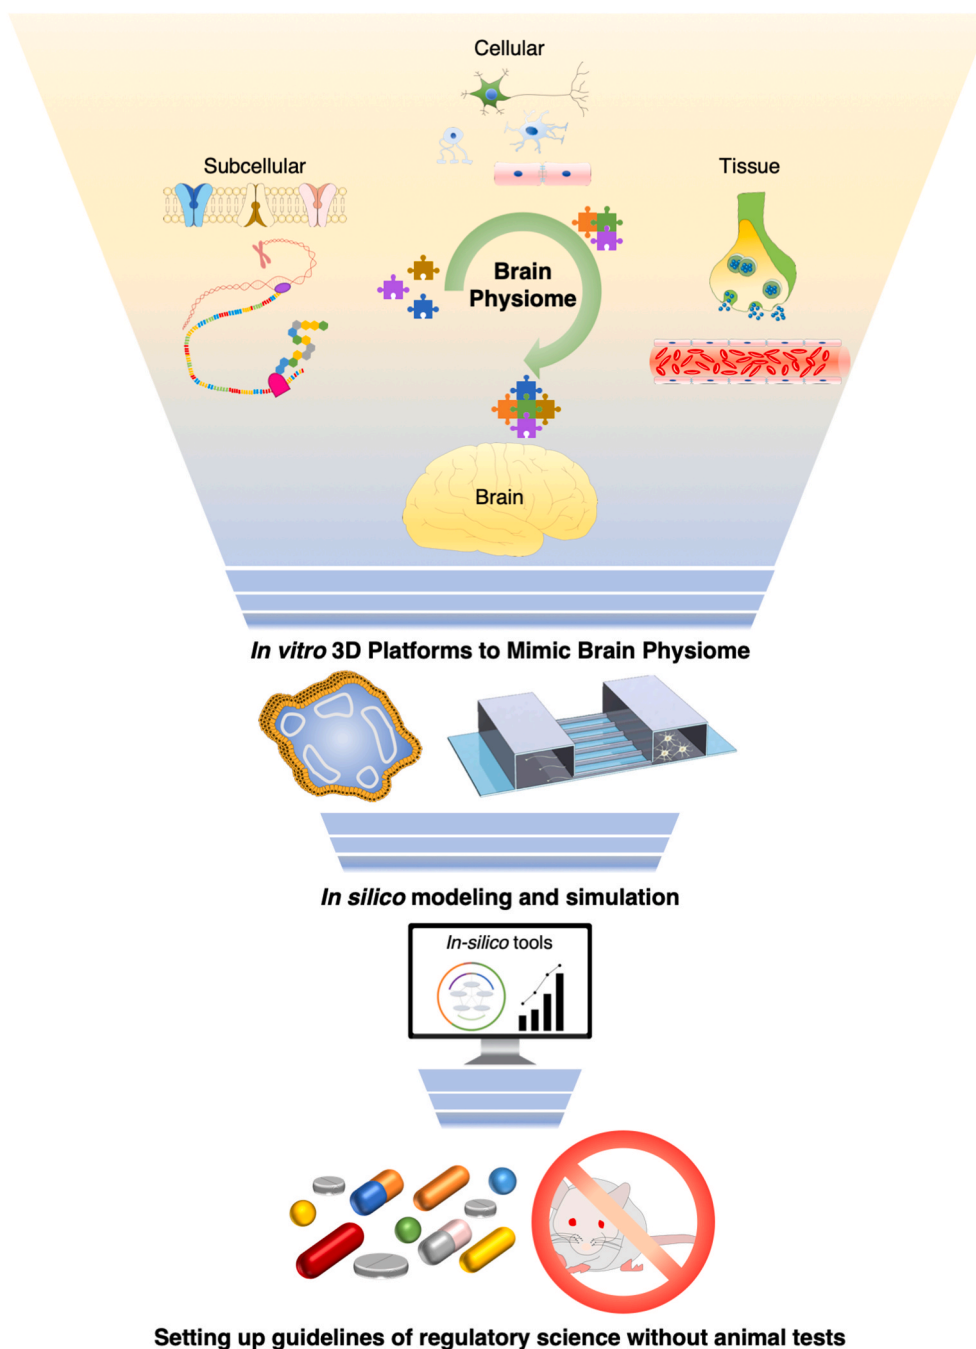 Cellular
Subcellular
Tissue
Brain
Physiome
Brain
In vitro 3D Platforms to Mimic Brain Physiome
In silico modeling and simulation
In-silico tools
Setting up guidelines of regulatory science without animal tests